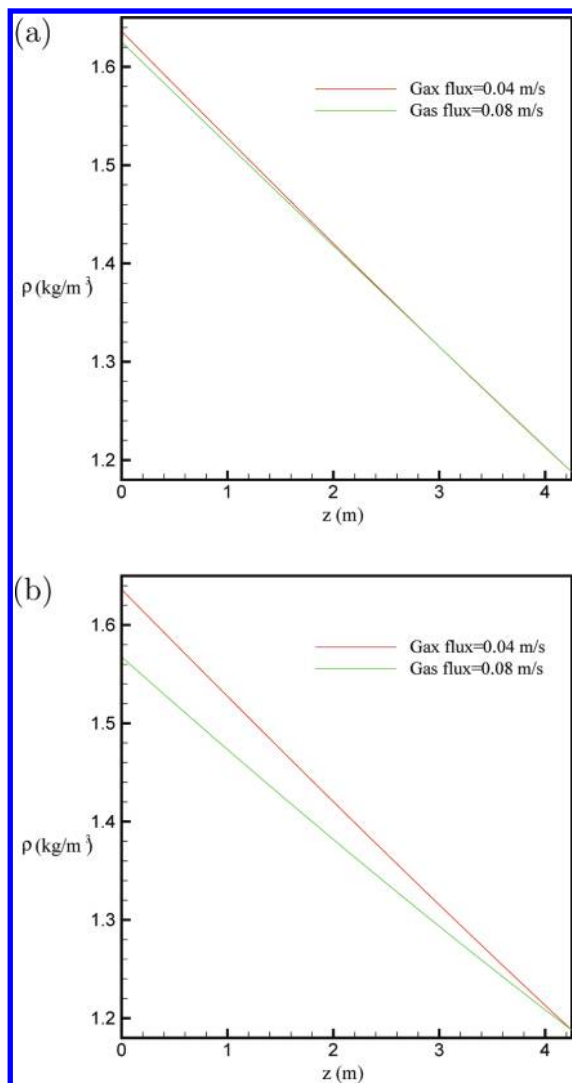 (a)
1.6
Gax flux=0.04 m/s
Gas flux=0.08 m/s
1.5
1.4
ρ (kg/m³)
1.3
1.2
0 1 2 3 4
z (m)
(b)
1.6
Gax flux=0.04 m/s
Gas flux=0.08 m/s
1.5
1.4
ρ (kg/m³)
1.3
1.2
0 1 2 3 4
z (m)